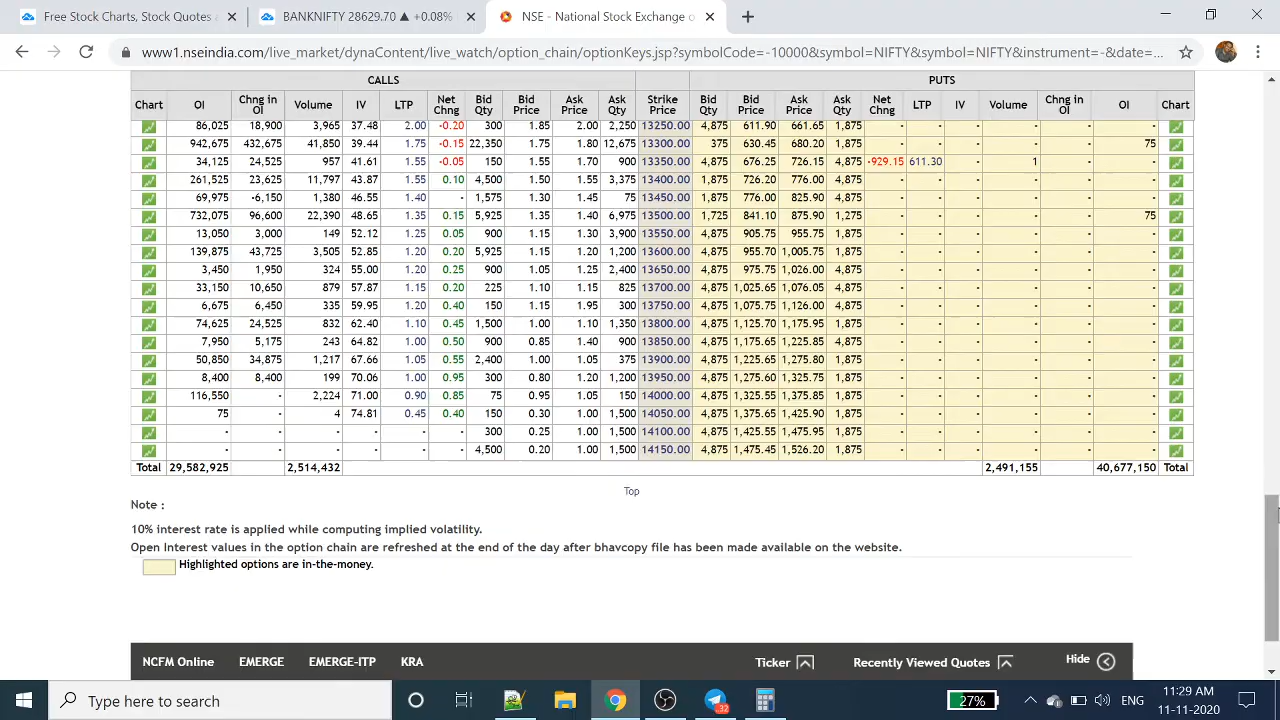 Free Stock Charts, Stock Quotes a
BANKNIFTY 28629.70 ▲ +0.08%
NSE - National Stock Exchange o
www1.nseindia.com/live_market/dynaContent/live_watch/option_chain/optionKeys.jsp?symbolCode=-10000&symbol=NIFTY&symbol=NIFTY&instrument=-&date=...
CALLS PUTS
Chart OI Chng in OI Volume IV LTP Net Chng Bid Qty Bid Price Ask Price Ask Qty Strike Price Bid Qty Bid Price Ask Price Ask Qty Net Chng LTP IV Volume Chng in OI OI Chart
86,025 18,900 3,965 37.48 2.00 -0.20 300 1.85 2.00 2,250 13250.00 4,875 611.90 661.65 1,875 - - - - - -
942,675 432,675 41,850 39.44 1.75 -0.15 22,350 1.75 1.80 12,675 13300.00 375 630.45 680.20 1,875 - - - - - 75
34,125 24,525 957 41.61 1.55 -0.05 150 1.55 1.70 900 13350.00 4,875 676.25 726.15 4,875 -929.15 611.30 - 1 - -
261,525 23,625 11,797 43.87 1.55 0.10 4,500 1.50 1.55 3,375 13400.00 1,875 726.20 776.00 4,875 - - - - - -
69,975 -6,150 1,380 46.55 1.40 - 1,575 1.30 1.45 75 13450.00 1,875 776.00 825.90 4,875 - - - - - -
732,075 96,600 22,390 48.65 1.35 0.15 5,925 1.35 1.40 6,975 13500.00 1,725 841.10 875.90 1,275 - - - - - 75
13,050 3,000 149 52.12 1.25 0.05 900 1.15 1.30 3,900 13550.00 4,875 905.75 955.75 1,875 - - - - - -
139,875 43,725 3,505 52.85 1.20 0.20 5,925 1.15 1.20 1,200 13600.00 4,875 955.70 1,005.75 1,875 - - - - - -
3,450 1,950 324 55.00 1.20 0.25 900 1.05 1.25 2,400 13650.00 4,875 975.75 1,026.00 4,875 - - - - - -
33,150 10,650 879 57.87 1.15 0.20 225 1.10 1.15 825 13700.00 4,875 1,025.65 1,076.05 4,875 - - - - - -
6,675 6,450 335 59.95 1.20 0.40 150 1.15 1.95 300 13750.00 4,875 1,075.75 1,126.00 4,875 - - - - - -
74,625 24,525 832 62.40 1.10 0.45 1,500 1.00 1.10 1,350 13800.00 4,875 1,125.70 1,175.95 1,875 - - - - - -
7,950 5,175 243 64.82 1.00 0.50 900 0.85 1.40 900 13850.00 4,875 1,175.65 1,225.85 1,875 - - - - - -
50,850 34,875 1,217 67.66 1.05 0.55 2,400 1.00 1.05 375 13900.00 4,875 1,225.65 1,275.80 1,875 - - - - - -
8,400 8,400 199 70.06 1.00 0.95 300 0.80 1.20 1,200 13950.00 4,875 1,275.60 1,325.75 1,875 - - - - - -
116,550 - 2,224 71.00 0.90 0.85 75 0.95 1.05 150 14000.00 4,875 1,325.55 1,375.85 1,875 - - - - - -
75 - 4 74.81 0.45 0.40 150 0.30 1.00 1,500 14050.00 4,875 1,375.65 1,425.90 1,875 - - - - - -
- - - - - - 300 0.25 1.00 1,500 14100.00 4,875 1,425.55 1,475.95 1,875 - - - - - -
- - - - - - 4,500 0.20 1.00 1,500 14150.00 4,875 1,475.45 1,526.20 1,875 - - - - - -
Total 29,582,925 2,514,432 2,491,155 40,677,150 Total
Top
Note :
10% interest rate is applied while computing implied volatility.
Open Interest values in the option chain are refreshed at the end of the day after bhavcopy file has been made available on the website.
Highlighted options are in-the-money.
NCFM Online EMERGE EMERGE-ITP KRA Ticker Recently Viewed Quotes Hide
Type here to search
32
27%
ENG
11:29 AM
11-11-2020